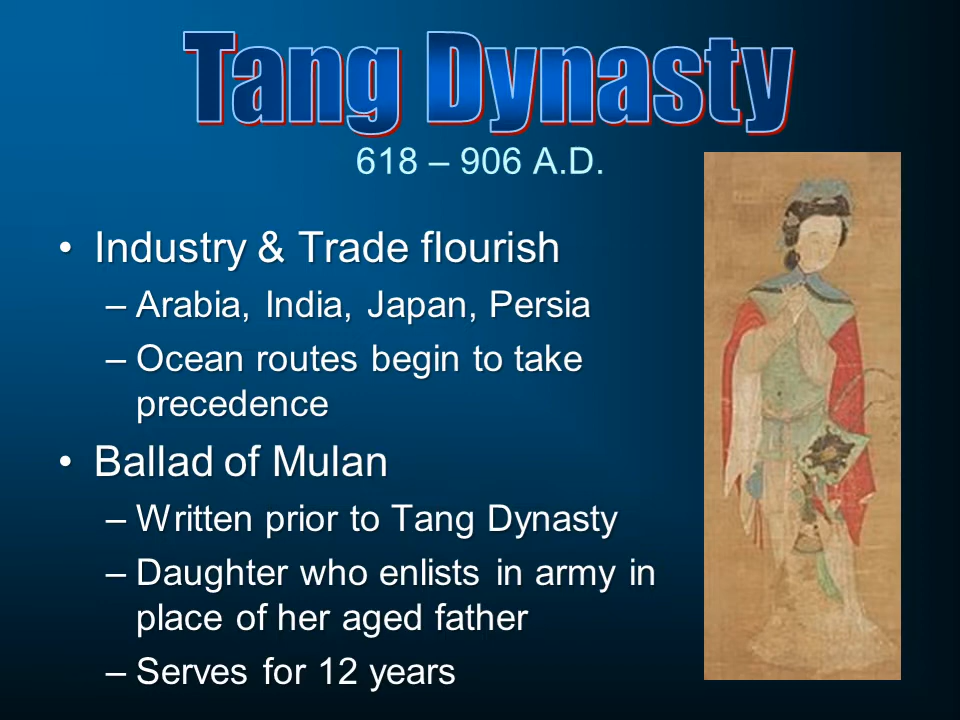 Tang Dynasty
618 – 906 A.D.
• Industry & Trade flourish
– Arabia, India, Japan, Persia
– Ocean routes begin to take
precedence
• Ballad of Mulan
– Written prior to Tang Dynasty
– Daughter who enlists in army in
place of her aged father
– Serves for 12 years